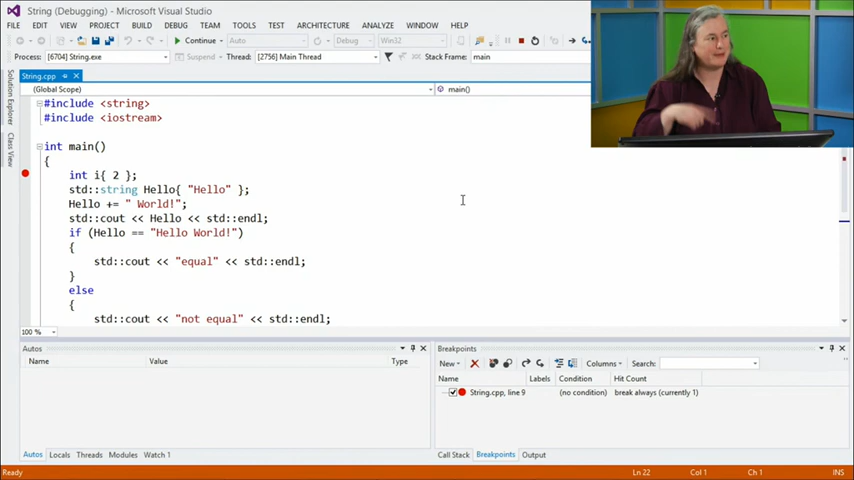 String (Debugging) - Microsoft Visual Studio
FILE EDIT VIEW PROJECT BUILD DEBUG TEAM TOOLS TEST ARCHITECTURE ANALYZE WINDOW HELP
Continue Auto Debug Win32
Process: [6704] String.exe Suspend Thread: [2756] Main Thread Stack Frame: main
String.cpp
(Global Scope) main()
Solution Explorer
Class View
#include <string>
#include <iostream>
int main()
{
int i{ 2 };
std::string Hello{ "Hello" };
Hello += " World!";
std::cout << Hello << std::endl;
if (Hello == "Hello World!")
{
std::cout << "equal" << std::endl;
}
else
{
std::cout << "not equal" << std::endl;
100 %
Autos
Name Value Type
Autos Locals Threads Modules Watch 1
Breakpoints
New Columns Search:
Name Labels Condition Hit Count
String.cpp, line 9 (no condition) break always (currently 1)
Call Stack Breakpoints Output
Ready Ln 22 Col 1 Ch 1 INS